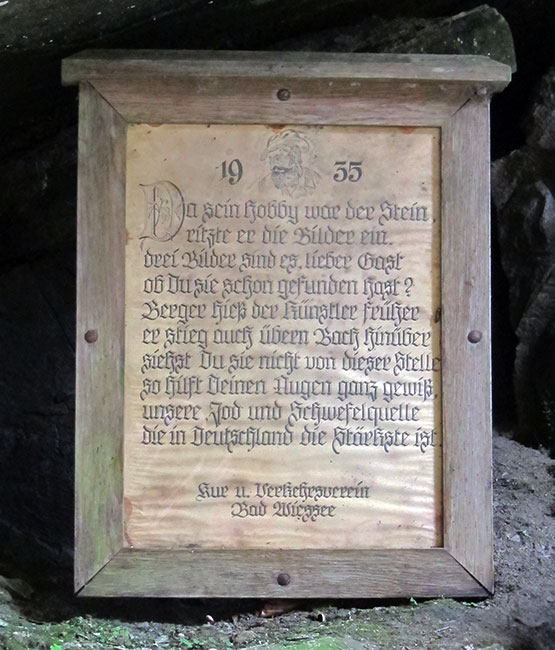 19 35
Da sein Hobby war der Stein,
ritzte er die Bilder ein.
drei Bilder sind es, lieber Gast
ob Du sie schon gefunden hast?
Berger hieß der Künstler früher
er stieg auch übern Bach hinüber
siehst Du sie nicht von dieser Stelle
so hilft Deinen Augen ganz gewiß,
unsere Jod und Schwefelquelle
die in Deutschland die Stärkste ist.
Kur u. Verkehrsverein
Bad Wiessee